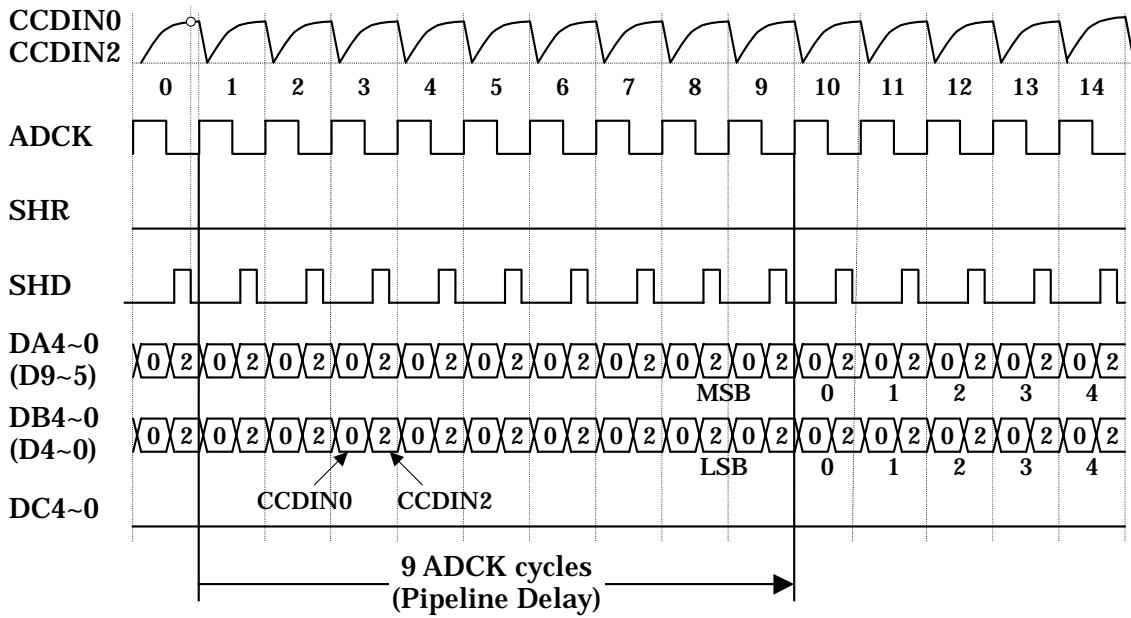 CCDIN0
CCDIN2
0 1 2 3 4 5 6 7 8 9 10 11 12 13 14
ADCK
SHR
SHD
DA4~0
(D9~5)
0 2 0 2 0 2 0 2 0 2 0 2 0 2 0 2 0 2 0 2 0 2 0 2 0 2 0 2 0 2
MSB 0 1 2 3 4
DB4~0
(D4~0)
0 2 0 2 0 2 0 2 0 2 0 2 0 2 0 2 0 2 0 2 0 2 0 2 0 2 0 2 0 2
LSB 0 1 2 3 4
CCDIN0 CCDIN2
DC4~0
9 ADCK cycles
(Pipeline Delay)